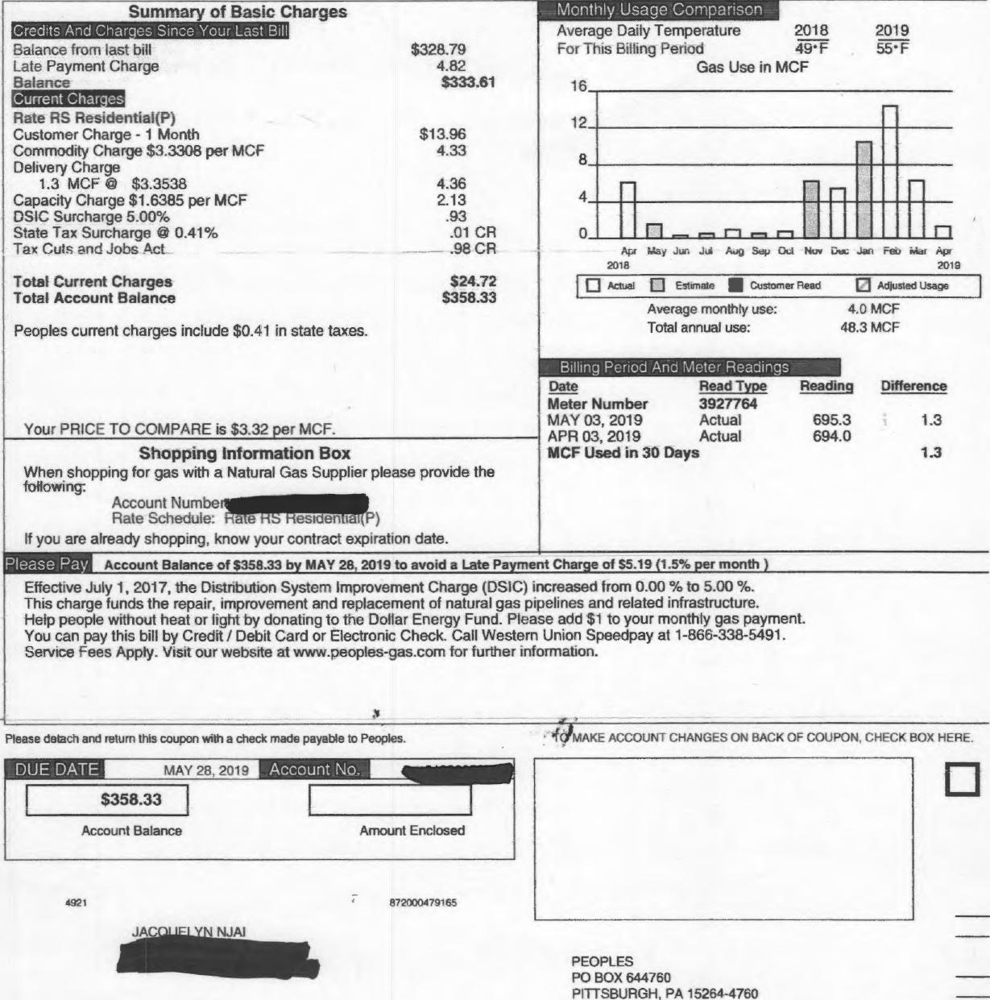 Summary of Basic Charges
Credits And Charges Since Your Last Bill
Balance from last bill $328.79
Late Payment Charge 4.82
Balance $333.61
Current Charges
Rate RS Residential(P)
Customer Charge - 1 Month $13.96
Commodity Charge $3.3308 per MCF 4.33
Delivery Charge
1.3 MCF @ $3.3538 4.36
Capacity Charge $1.6385 per MCF 2.13
DSIC Surcharge 5.00% .93
State Tax Surcharge @ 0.41% .01 CR
Tax Cuts and Jobs Act .98 CR
Total Current Charges $24.72
Total Account Balance $358.33
Peoples current charges include $0.41 in state taxes.
Your PRICE TO COMPARE is $3.32 per MCF.
Shopping Information Box
When shopping for gas with a Natural Gas Supplier please provide the
following:
Account Number
Rate Schedule: Rate RS Residential(P)
If you are already shopping, know your contract expiration date.
Monthly Usage Comparison
Average Daily Temperature 2018 2019
For This Billing Period 49°F 55°F
Gas Use in MCF
16
12
8
4
0
Apr May Jun Jul Aug Sep Oct Nov Dec Jan Feb Mar Apr
2018 2019
Actual Estimate Customer Read Adjusted Usage
Average monthly use: 4.0 MCF
Total annual use: 48.3 MCF
Billing Period And Meter Readings
Date Read Type Reading Difference
Meter Number 3927764
MAY 03, 2019 Actual 695.3 1.3
APR 03, 2019 Actual 694.0
MCF Used in 30 Days 1.3
Please Pay Account Balance of $358.33 by MAY 28, 2019 to avoid a Late Payment Charge of $5.19 (1.5% per month )
Effective July 1, 2017, the Distribution System Improvement Charge (DSIC) increased from 0.00 % to 5.00 %.
This charge funds the repair, improvement and replacement of natural gas pipelines and related infrastructure.
Help people without heat or light by donating to the Dollar Energy Fund. Please add $1 to your monthly gas payment.
You can pay this bill by Credit / Debit Card or Electronic Check. Call Western Union Speedpay at 1-866-338-5491.
Service Fees Apply. Visit our website at www.peoples-gas.com for further information.
Please detach and return this coupon with a check made payable to Peoples.
TO MAKE ACCOUNT CHANGES ON BACK OF COUPON, CHECK BOX HERE.
DUE DATE MAY 28, 2019 Account No.
$358.33
Account Balance Amount Enclosed
4921 872000479165
JACQUELYN NJAI
PEOPLES
PO BOX 644760
PITTSBURGH, PA 15264-4760